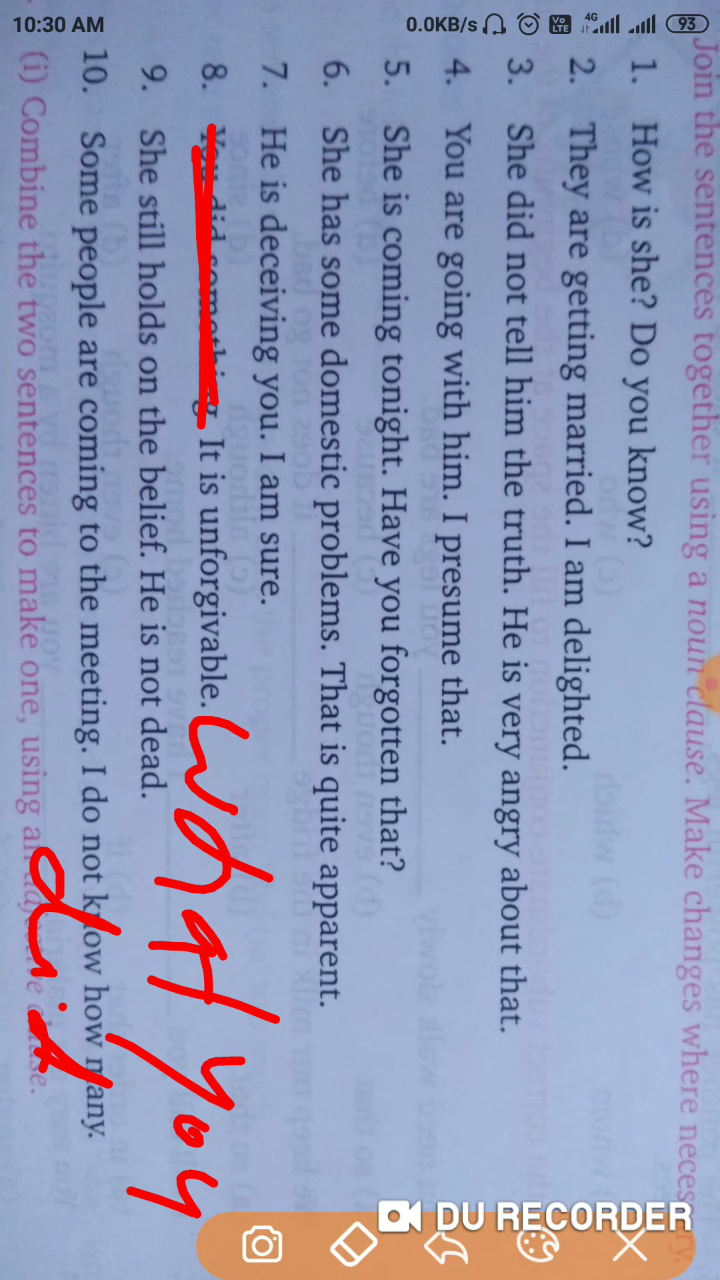 10:30 AM
0.0KB/s 4G 93
Join the sentences together using a noun clause. Make changes where
1. How is she? Do you know?
2. They are getting married. I am delighted.
3. She did not tell him the truth. He is very angry about that.
4. You are going with him. I presume that.
5. She is coming tonight. Have you forgotten that?
6. She has some domestic problems. That is quite apparent.
7. He is deceiving you. I am sure.
8. You did something. It is unforgivable. What you
did
9. She still holds on the belief. He is not dead.
10. Some people are coming to the meeting. I do not know how many.
(i) Combine the two sentences to make one, using an adjective clause.
DU RECORDER